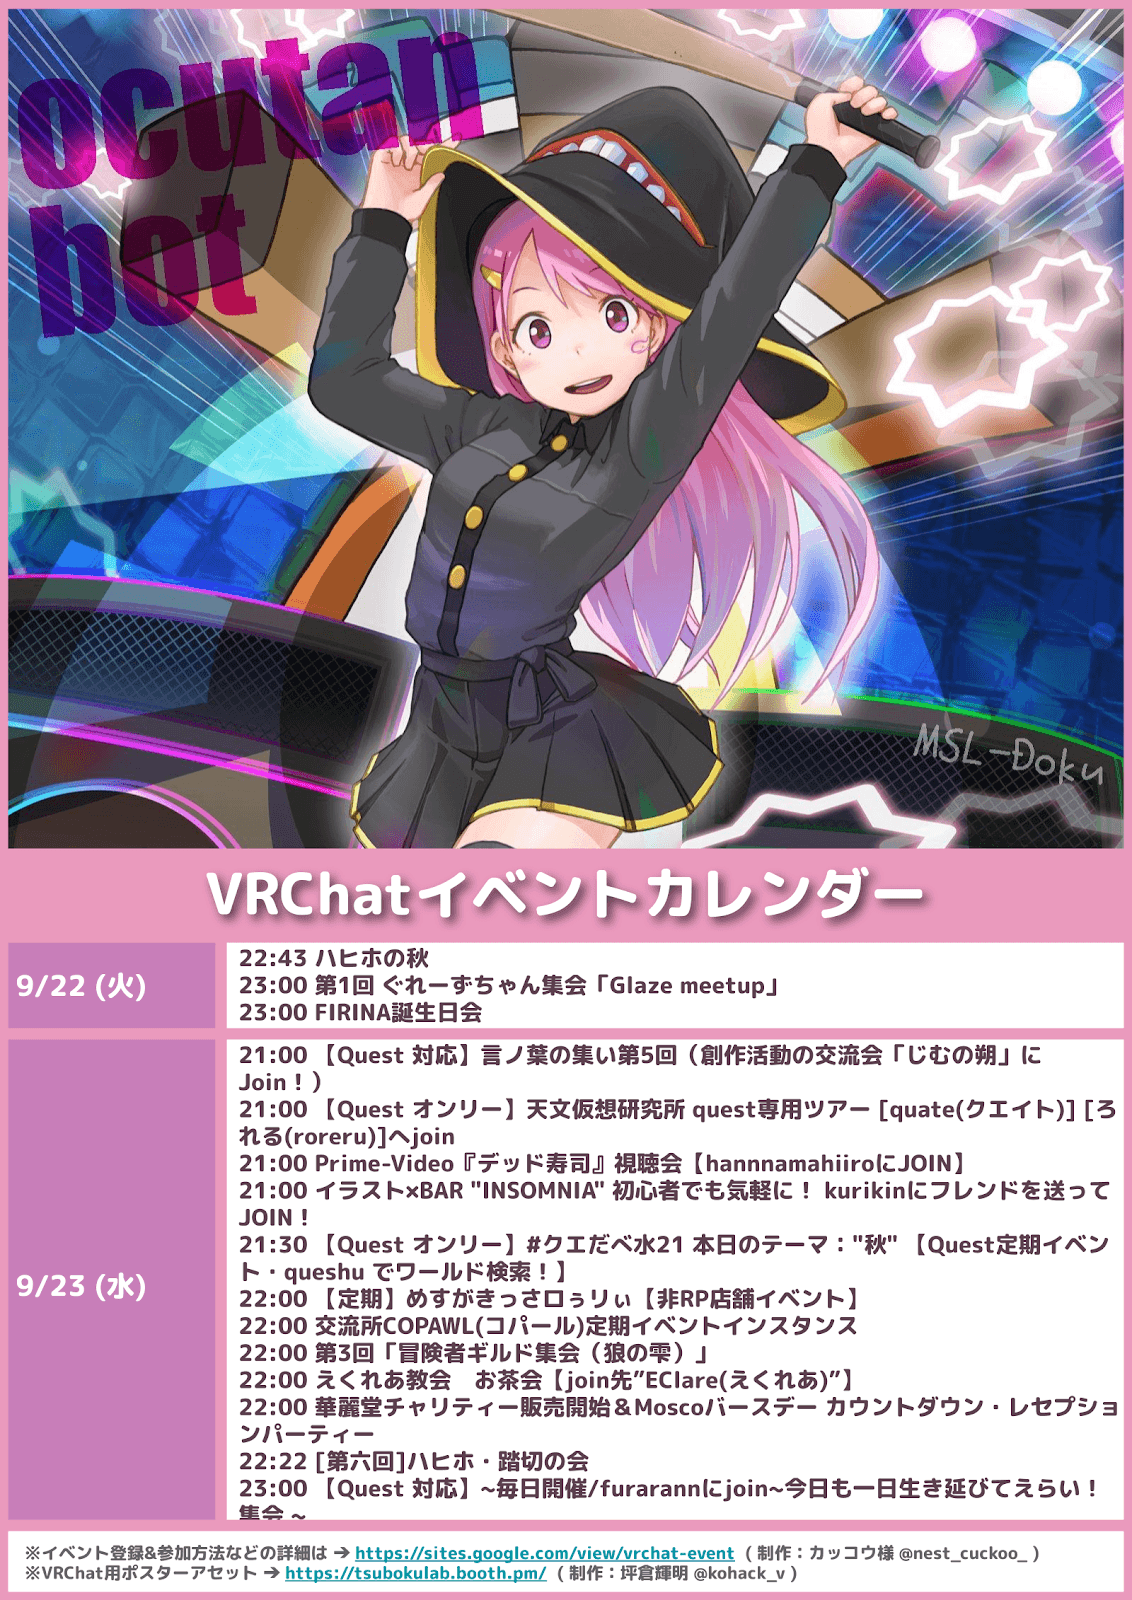 ocutan
bot
MSL-Doku
VRChatイベントカレンダー
9/22 (火)
22:43 ハヒホの秋
23:00 第1回 ぐれーずちゃん集会「Glaze meetup」
23:00 FIRINA誕生日会
9/23 (水)
21:00 【Quest 対応】言ノ葉の集い第5回（創作活動の交流会「じむの朔」に
Join！）
21:00 【Quest オンリー】天文仮想研究所 quest専用ツアー [quate(クエイト)] [ろ
れる(roreru)]へjoin
21:00 Prime-Video『デッド寿司』視聴会【hannnamahiiroにJOIN】
21:00 イラスト×BAR "INSOMNIA" 初心者でも気軽に！ kurikinにフレンドを送って
JOIN！
21:30 【Quest オンリー】#クエだべ水21 本日のテーマ："秋" 【Quest定期イベン
ト・queshu でワールド検索！】
22:00 【定期】めすがきっさロぅリぃ【非RP店舗イベント】
22:00 交流所COPAWL(コパール)定期イベントインスタンス
22:00 第3回「冒険者ギルド集会（狼の雫）」
22:00 えくれあ教会　お茶会【join先”EClare(えくれあ)”】
22:00 華麗堂チャリティー販売開始＆Moscoバースデー カウントダウン・レセプショ
ンパーティー
22:22 [第六回]ハヒホ・踏切の会
23:00 【Quest 対応】~毎日開催/furarannにjoin~今日も一日生き延びてえらい！
集会 ~
※イベント登録&参加方法などの詳細は ➔ https://sites.google.com/view/vrchat-event （ 制作：カッコウ様 @nest_cuckoo_ ）
※VRChat用ポスターアセット ➔ https://tsubokulab.booth.pm/ （ 制作：坪倉輝明 @kohack_v ）